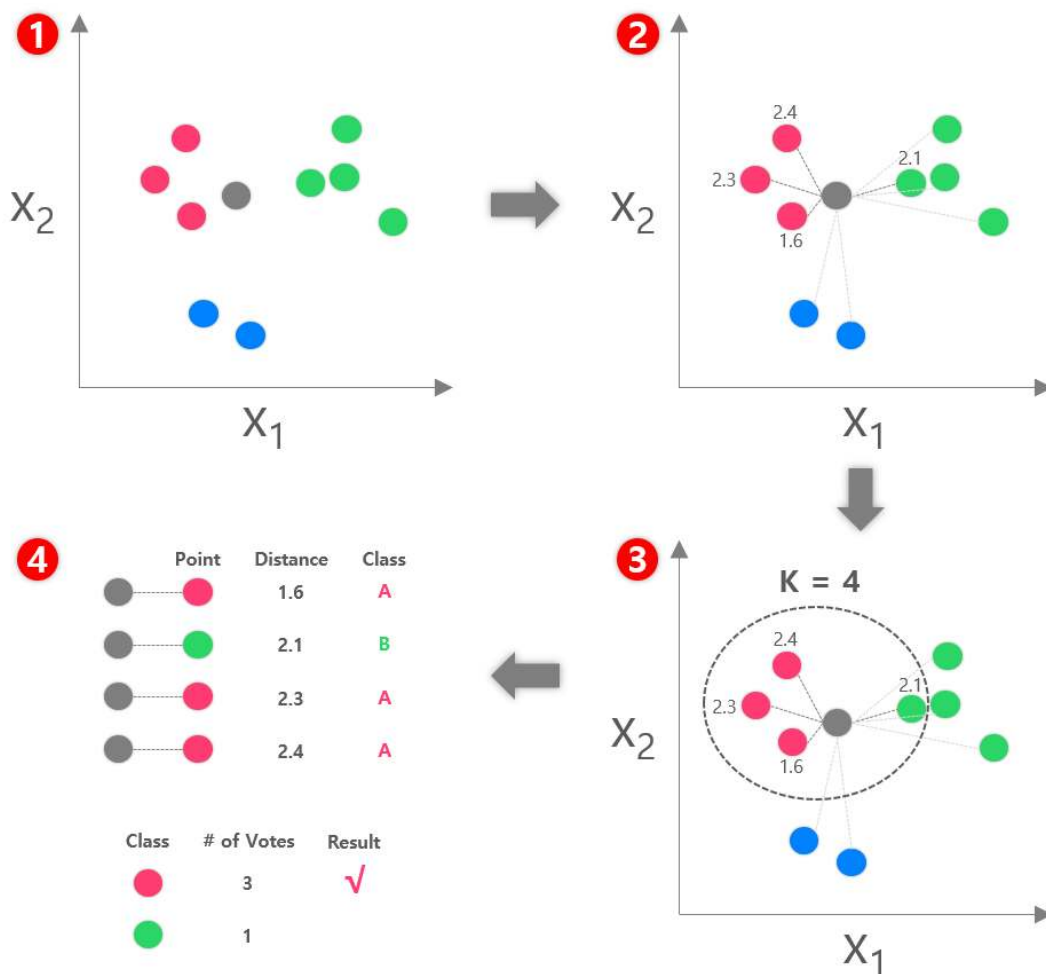 1
X2
X1
2
2.4
2.1
2.3
1.6
X2
X1
3
K = 4
2.4
2.1
2.3
1.6
X2
X1
4
Point Distance Class
1.6 A
2.1 B
2.3 A
2.4 A
Class # of Votes Result
3 √
1